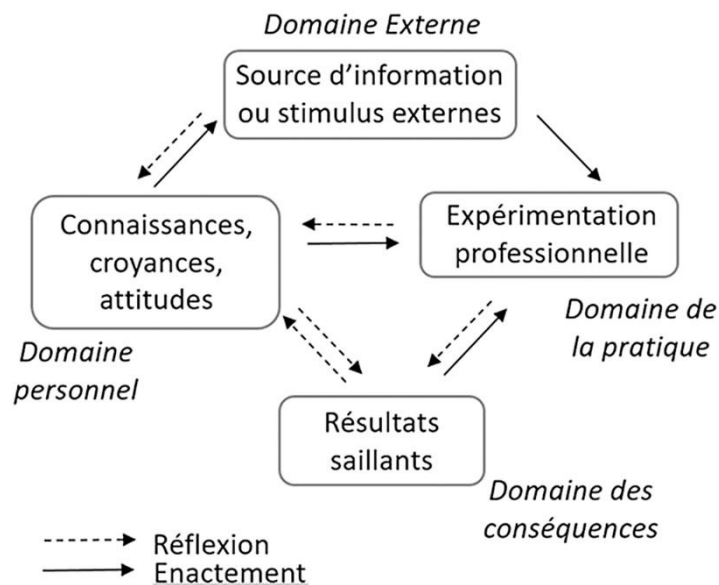 Domaine Externe
Source d’information
ou stimulus externes
Connaissances,
croyances,
attitudes
Expérimentation
professionnelle
Domaine
personnel
Domaine de
la pratique
Résultats
saillants
Domaine des
conséquences
Réflexion
Enactement